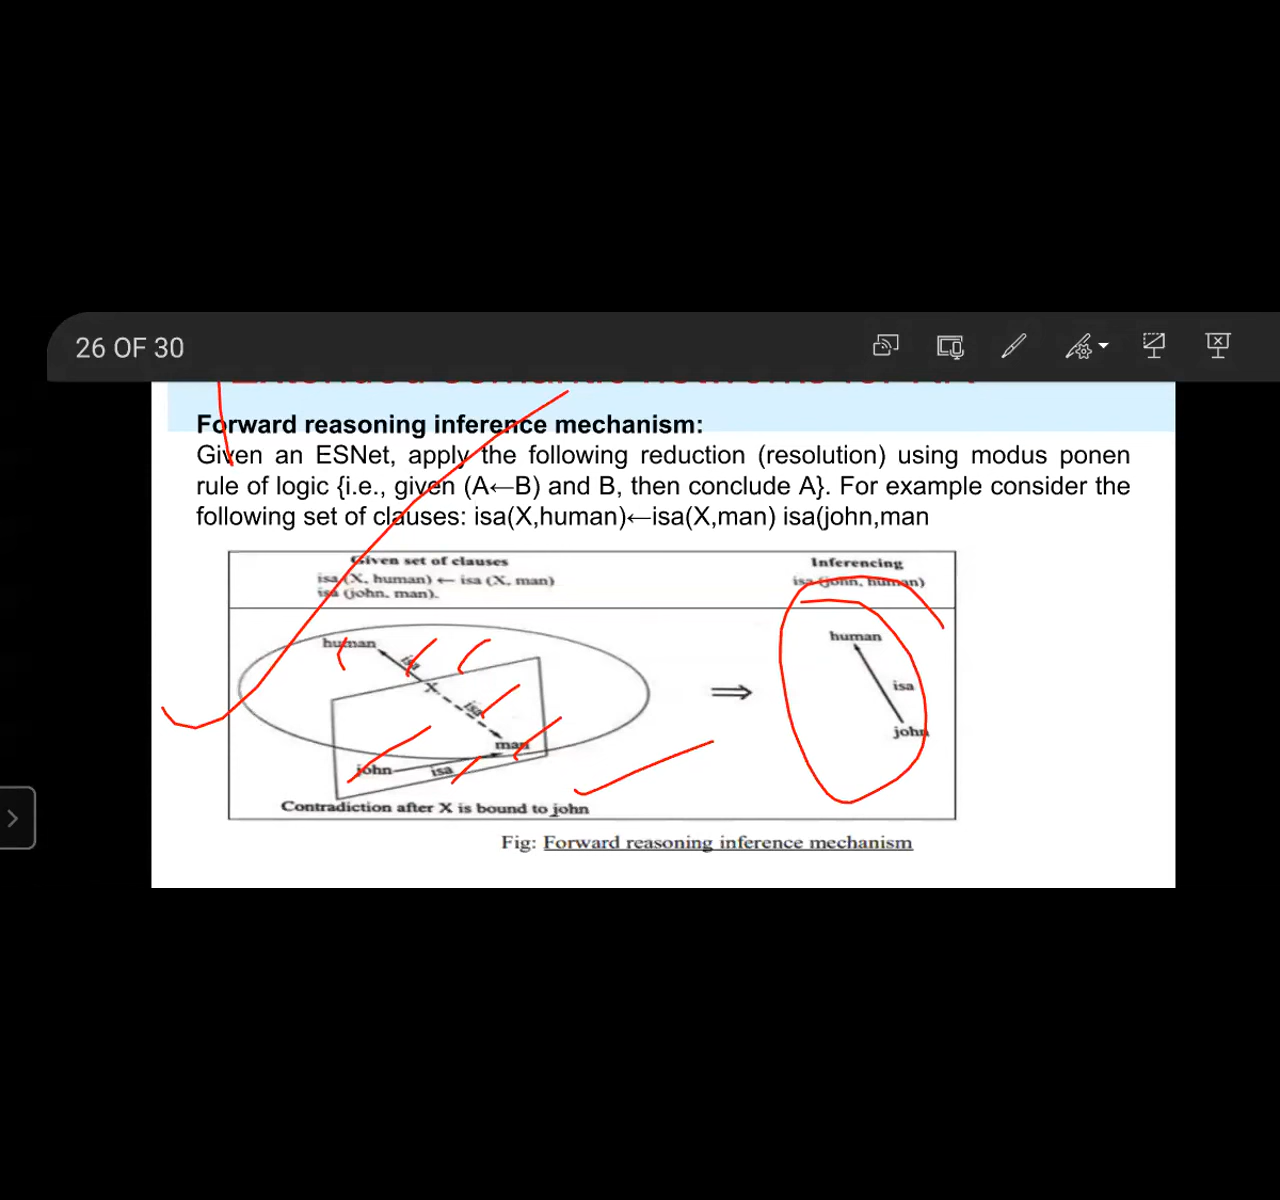 26 OF 30
Forward reasoning inference mechanism:
Given an ESNet, apply the following reduction (resolution) using modus ponen
rule of logic {i.e., given (A←B) and B, then conclude A}. For example consider the
following set of clauses: isa(X,human)←isa(X,man) isa(john,man
Given set of clauses
isa (X, human) ← isa (X, man)
isa (john, man).
Inferencing
isa (john, human)
human
isa
X
isa
man
john
isa
⇒
human
isa
john
Contradiction after X is bound to john
Fig: Forward reasoning inference mechanism